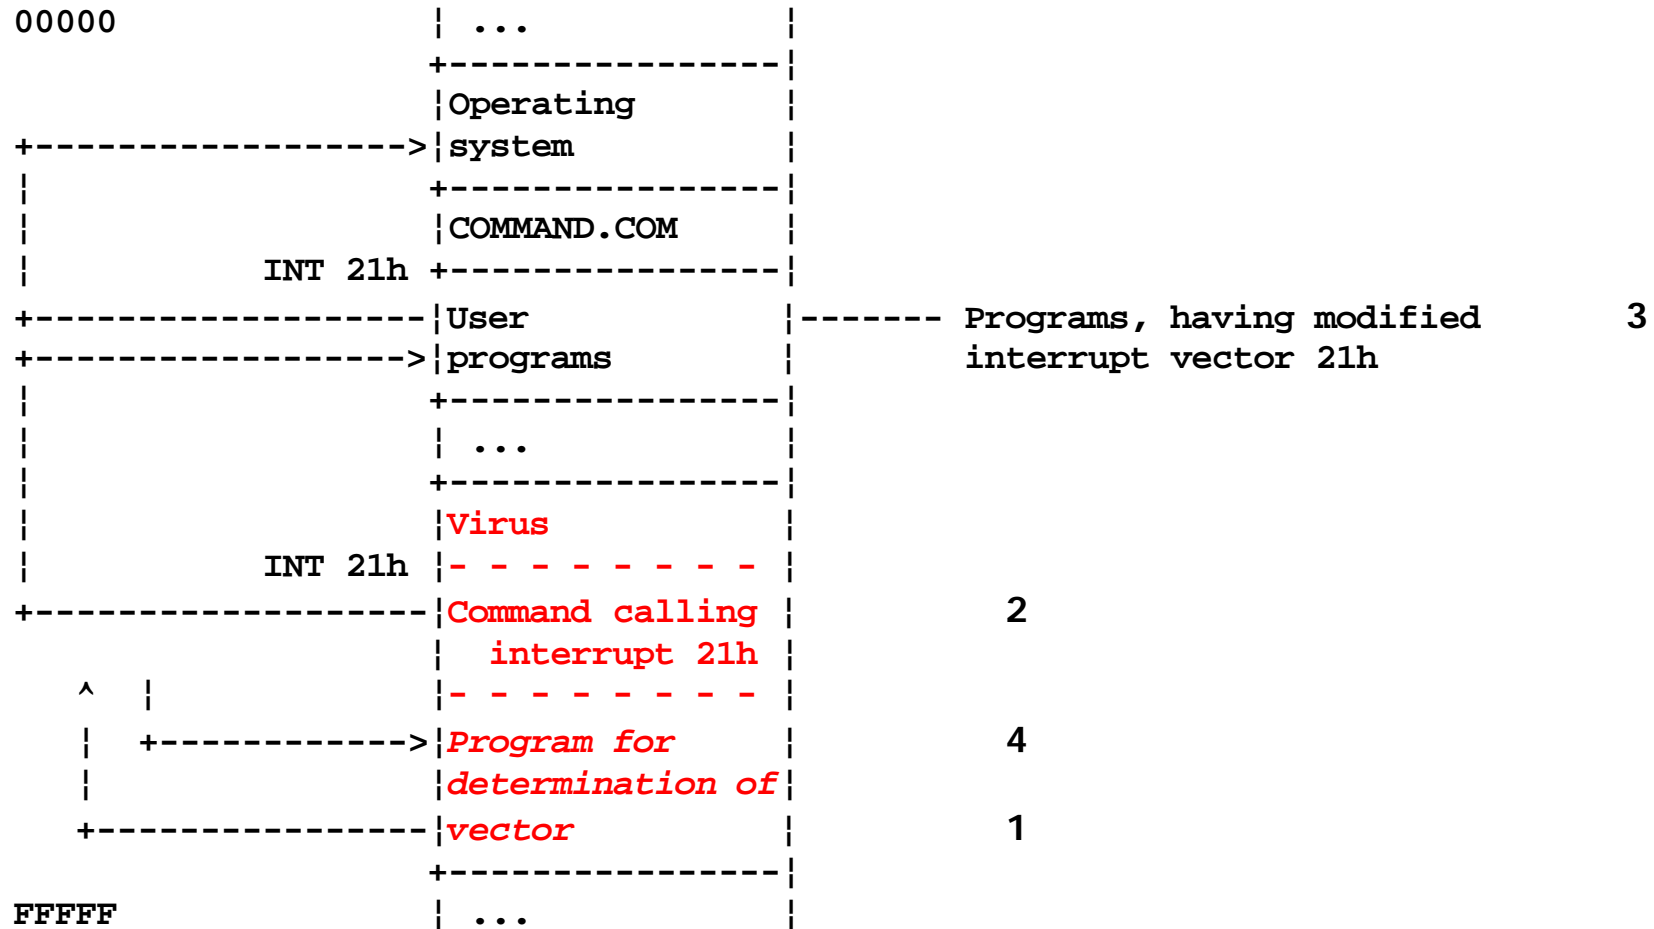 00000                    ¦ ...               ¦
                         +----------------¦
                         ¦Operating          ¦
+------------------>¦system             ¦
¦                        +----------------¦
¦                        ¦COMMAND.COM        ¦
¦              INT 21h +----------------¦
+-------------------¦User               ¦------- Programs, having modified       3
+------------------>¦programs           ¦        interrupt vector 21h
¦                        +----------------¦
¦                        ¦ ...               ¦
¦                        +----------------¦
¦                        ¦Virus              ¦
¦              INT 21h ¦- - - - - - - - ¦
+-------------------¦Command calling ¦          2
                         ¦  interrupt 21h ¦
   ^  ¦                  ¦- - - - - - - - ¦
   ¦  +------------>¦Program for        ¦          4
   ¦                     ¦determination of¦
   +----------------¦vector             ¦          1
                         +----------------¦
FFFFF                    ¦ ...               ¦